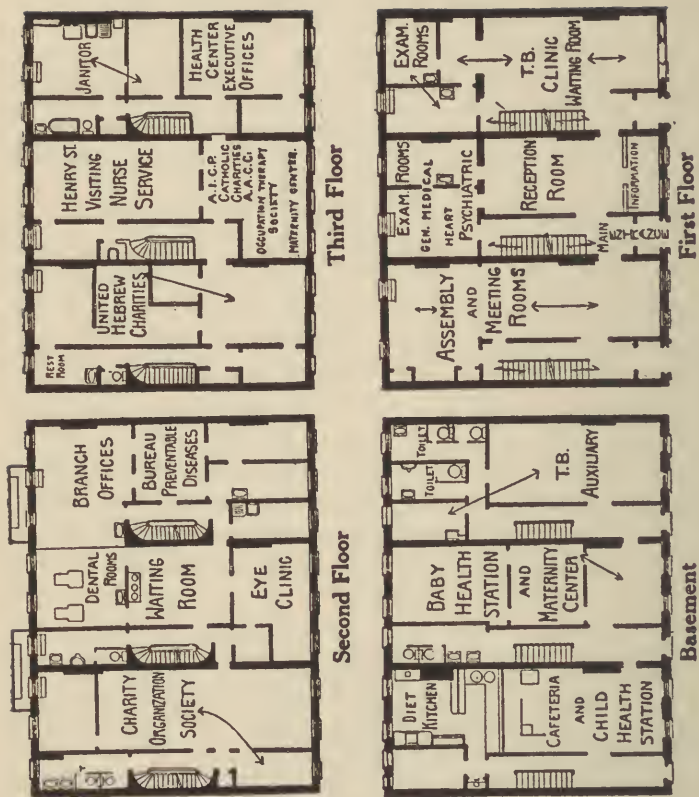 JANITOR
HEALTH
CENTER
EXECUTIVE
OFFICES
HENRY ST.
VISITING
NURSE
SERVICE
A.I.C.P.
CATHOLIC
CHARITIES
A.A.C.C.
OCCUPATION THERAPY
SOCIETY
MATERNITY CENTER.
UNITED
HEBREW
CHARITIES
REST
ROOM
Third Floor
EXAM.
ROOMS
T.B.
CLINIC
WAITING ROOM
EXAM. ROOMS
GEN. MEDICAL
HEART
PSYCHIATRIC
RECEPTION
ROOM
INFORMATION
MAIN
ASSEMBLY
AND
MEETING
ROOMS
First Floor
BRANCH
OFFICES
BUREAU
PREVENTABLE
DISEASES
DENTAL
ROOMS
WAITING
ROOM
EYE
CLINIC
CHARITY
ORGANIZATION
SOCIETY
Second Floor
TOILET
TOILET
T.B.
AUXILIARY
BABY
HEALTH
STATION
AND
MATERNITY
CENTER
DIET
KITCHEN
CAFETERIA
AND
CHILD
HEALTH
STATION
Basement